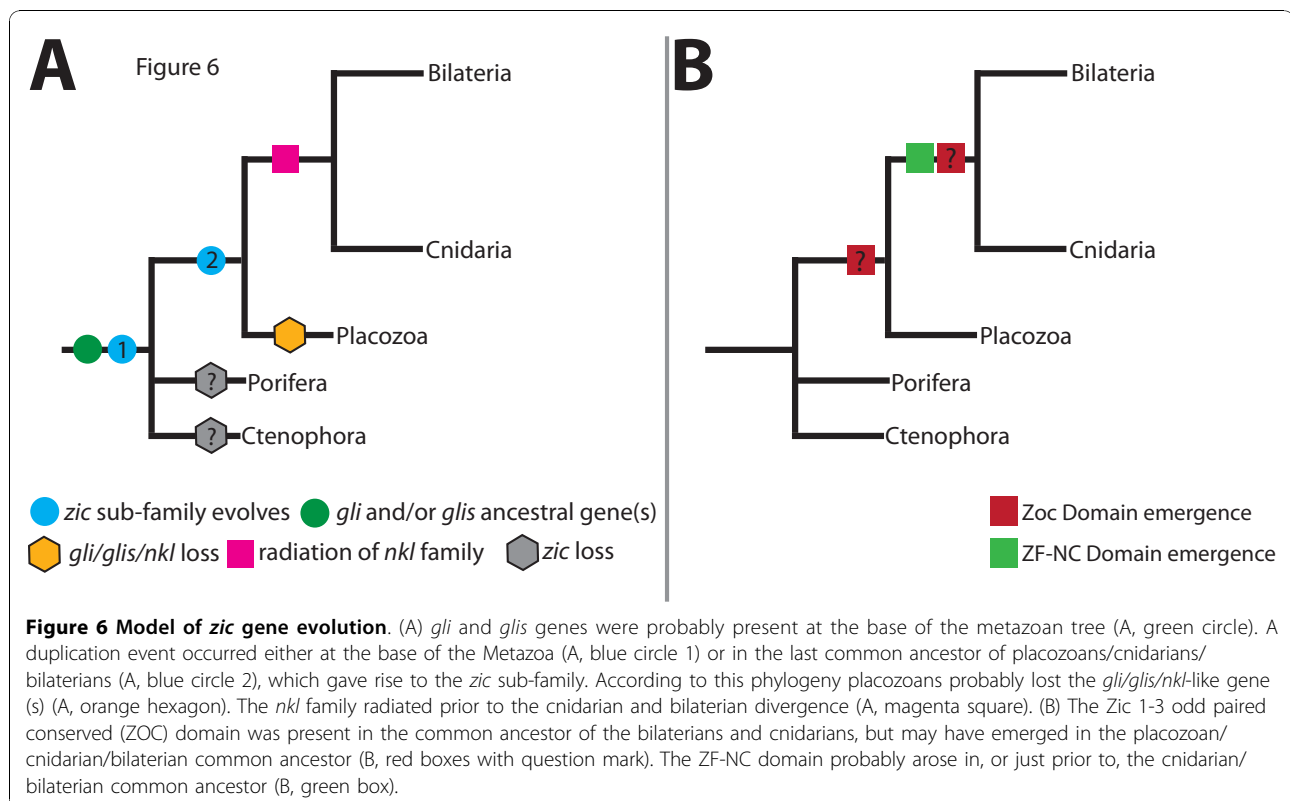 A
Figure 6
Bilateria
Cnidaria
2
Placozoa
1
?
Porifera
?
Ctenophora
zic sub-family evolves
gli and/or glis ancestral gene(s)
gli/glis/nkl loss
radiation of nkl family
zic loss
B
Bilateria
?
Cnidaria
?
Placozoa
Porifera
Ctenophora
Zoc Domain emergence
ZF-NC Domain emergence
Figure 6 Model of zic gene evolution. (A) gli and glis genes were probably present at the base of the metazoan tree (A, green circle). A
duplication event occurred either at the base of the Metazoa (A, blue circle 1) or in the last common ancestor of placozoans/cnidarians/
bilaterians (A, blue circle 2), which gave rise to the zic sub-family. According to this phylogeny placozoans probably lost the gli/glis/nkl-like gene
(s) (A, orange hexagon). The nkl family radiated prior to the cnidarian and bilaterian divergence (A, magenta square). (B) The Zic 1-3 odd paired
conserved (ZOC) domain was present in the common ancestor of the bilaterians and cnidarians, but may have emerged in the placozoan/
cnidarian/bilaterian common ancestor (B, red boxes with question mark). The ZF-NC domain probably arose in, or just prior to, the cnidarian/
bilaterian common ancestor (B, green box).